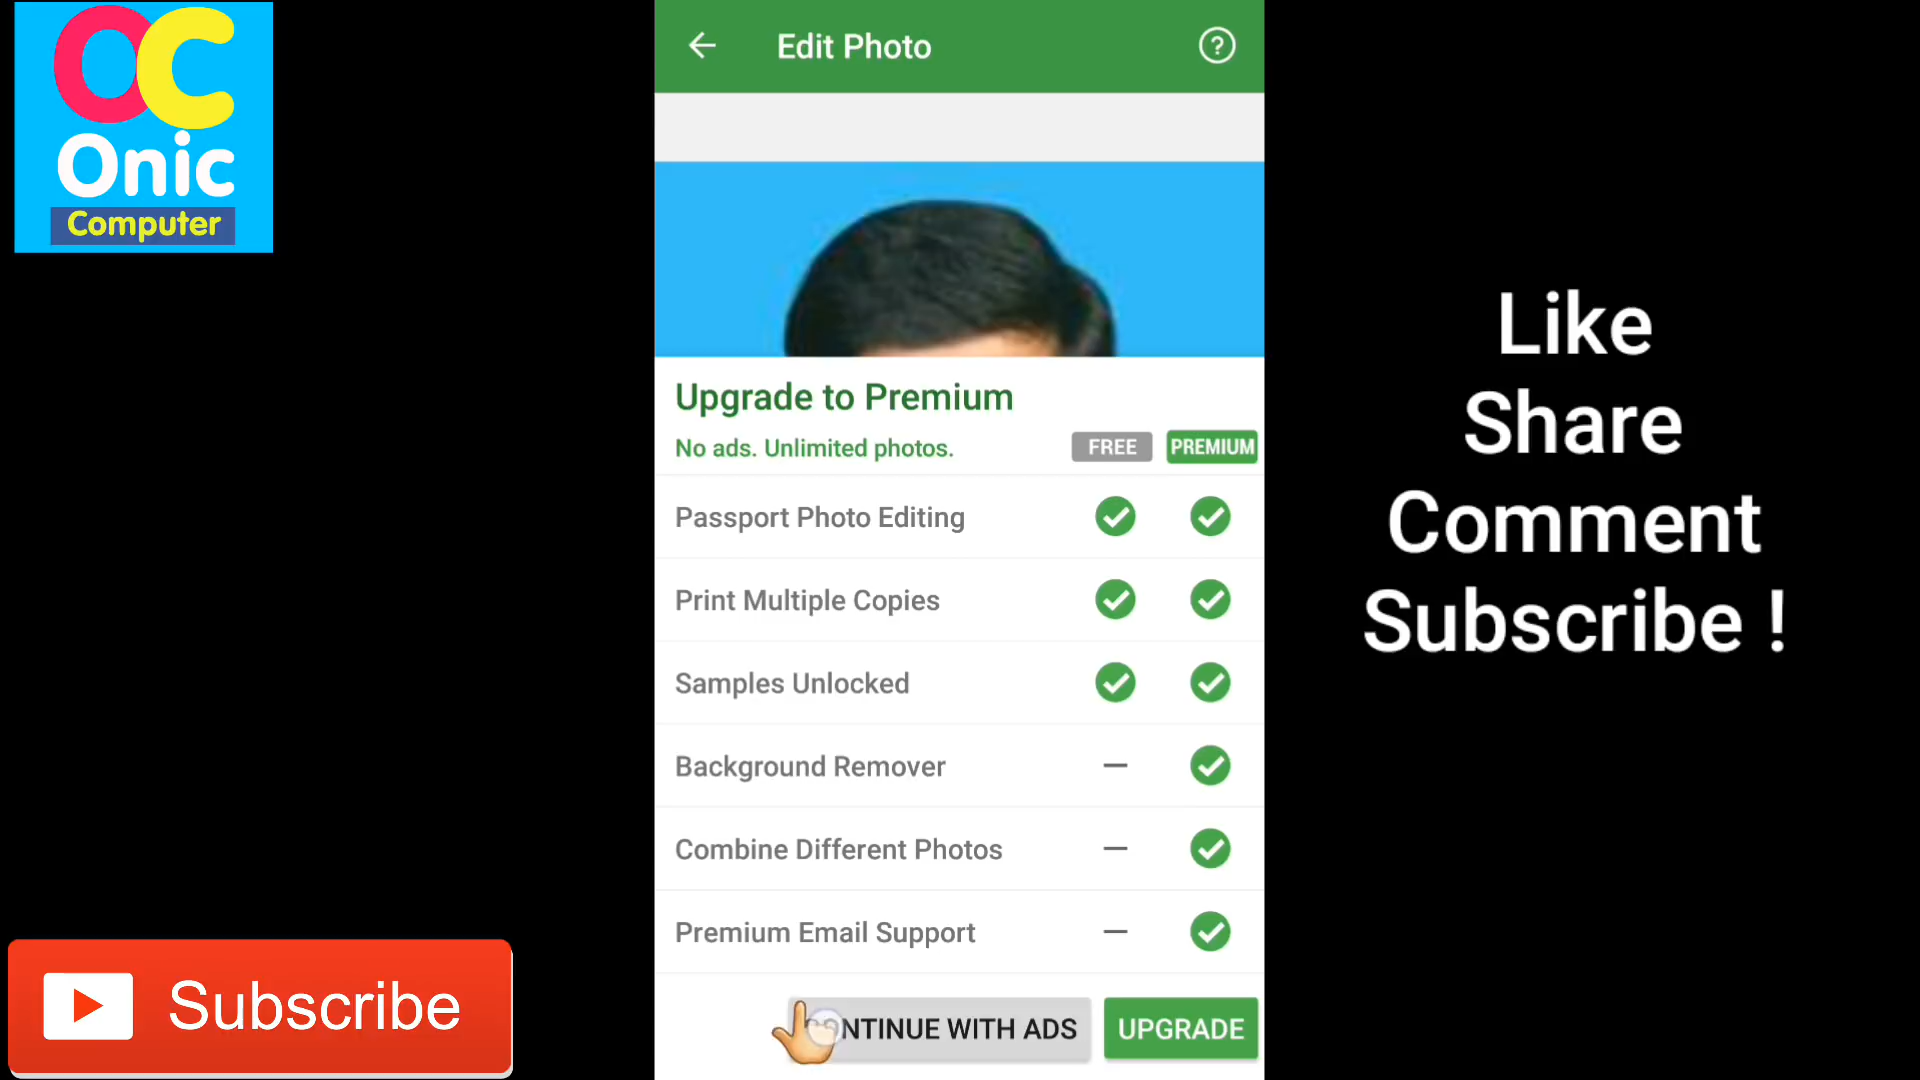 OC
Onic
Computer
Edit Photo
Upgrade to Premium
No ads. Unlimited photos.
FREE
PREMIUM
Passport Photo Editing
Print Multiple Copies
Samples Unlocked
Background Remover
Combine Different Photos
Premium Email Support
CONTINUE WITH ADS
UPGRADE
Like
Share
Comment
Subscribe !
Subscribe